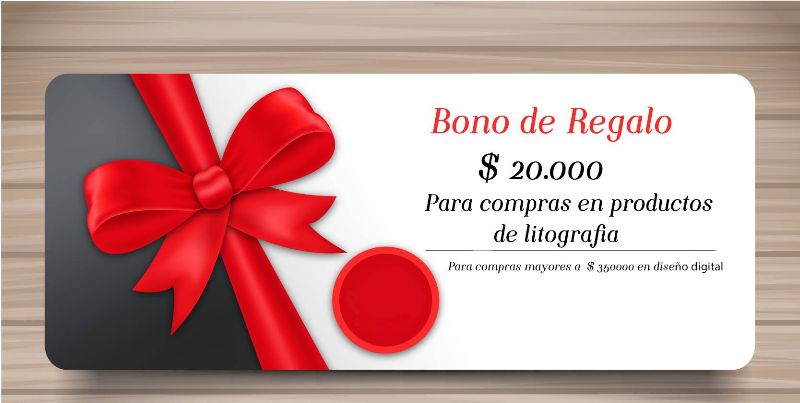 Bono de Regalo
$ 20.000
Para compras en productos
de litografia
Para compras mayores a $ 350000 en diseño digital